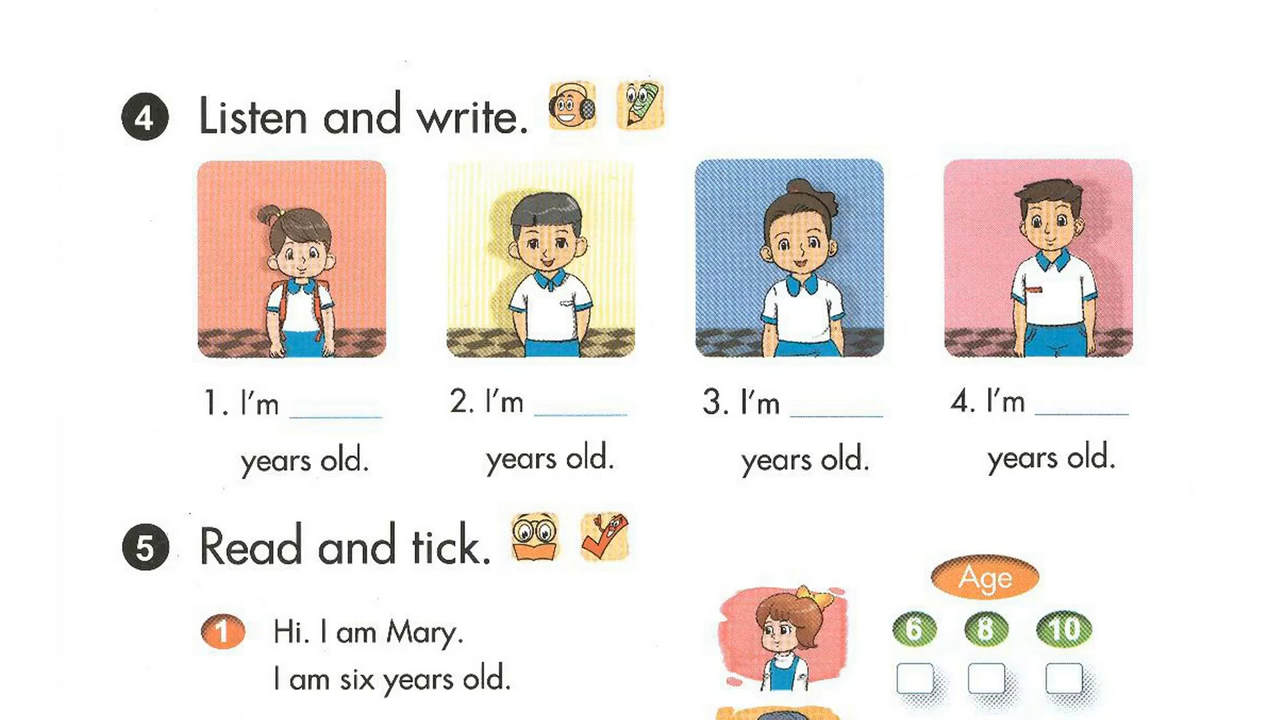 4 Listen and write.
1. I'm ______ 2. I'm ______ 3. I'm ______ 4. I'm ______
years old. years old. years old. years old.
5 Read and tick.
Age
1 Hi. I am Mary. 6 8 10
I am six years old.